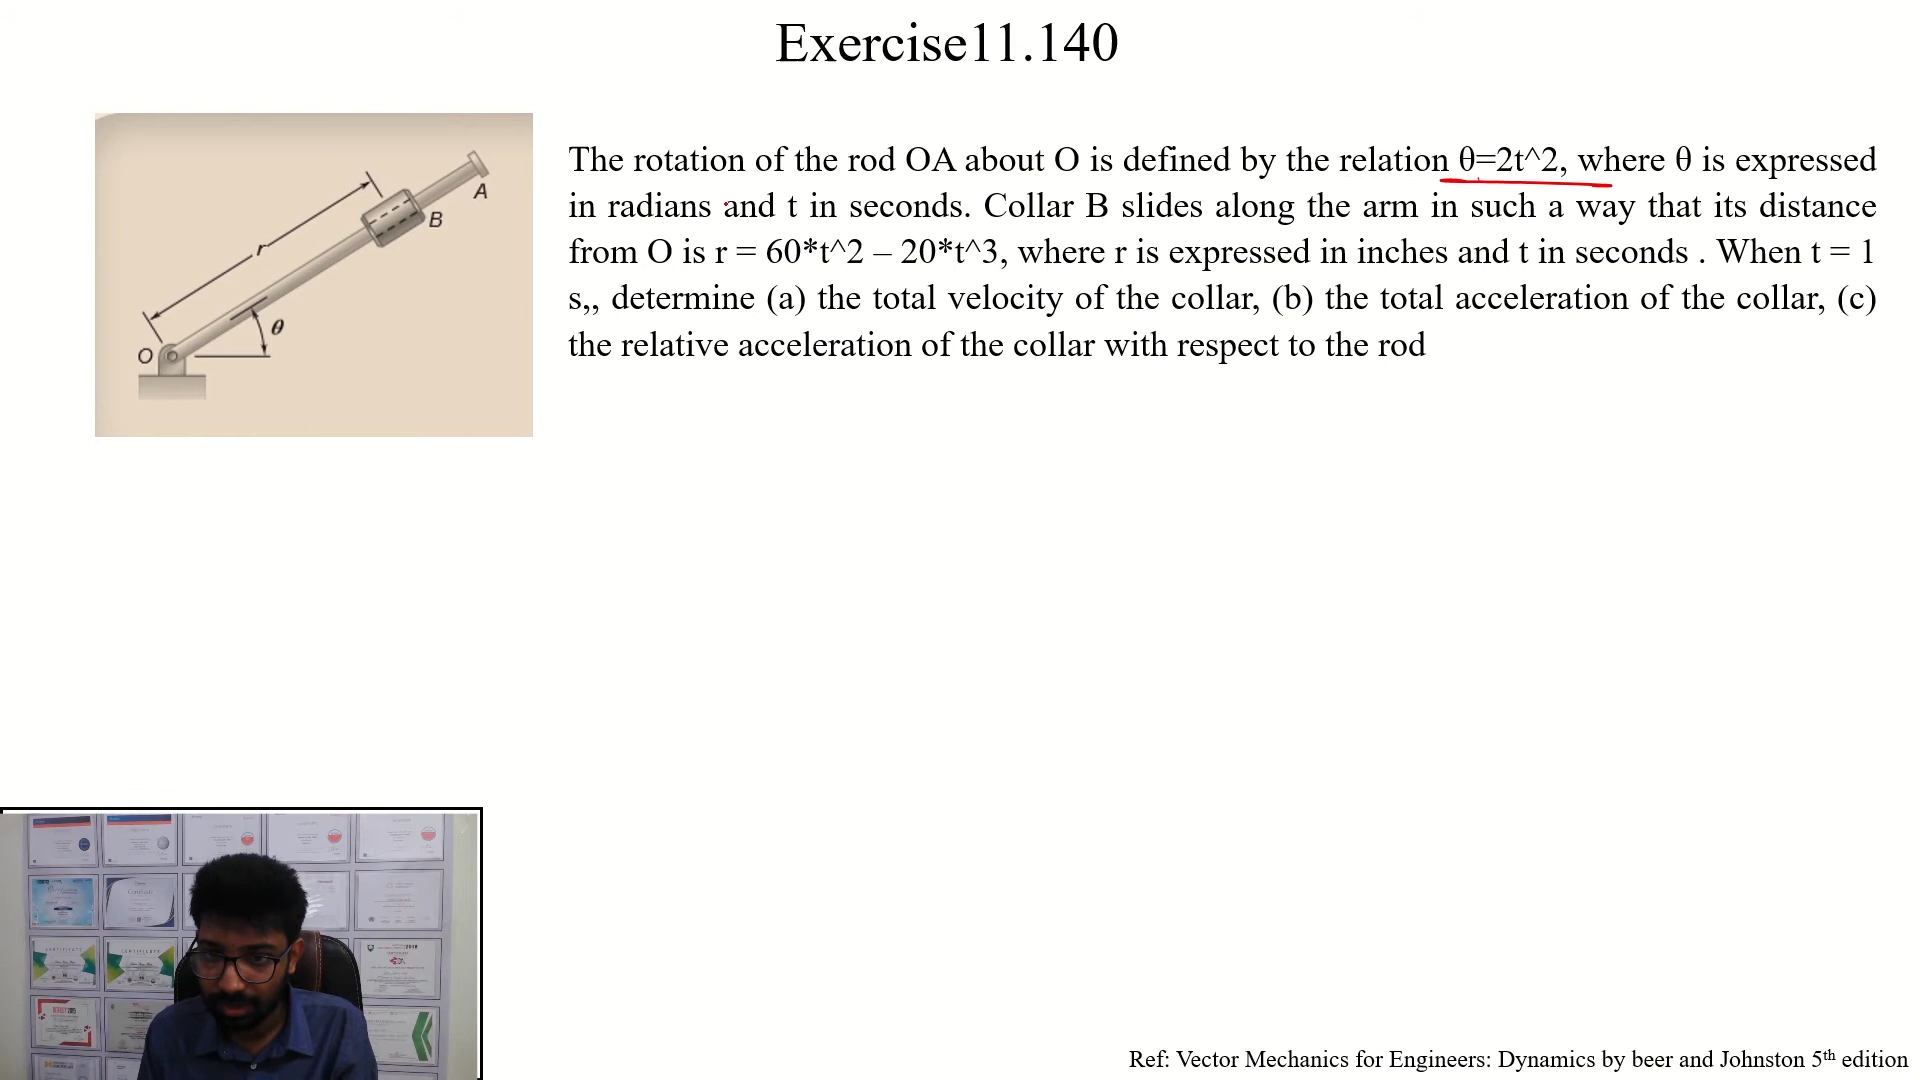 Exercise11.140
The rotation of the rod OA about O is defined by the relation θ=2t^2, where θ is expressed
in radians and t in seconds. Collar B slides along the arm in such a way that its distance
from O is r = 60*t^2 – 20*t^3, where r is expressed in inches and t in seconds . When t = 1
s,, determine (a) the total velocity of the collar, (b) the total acceleration of the collar, (c)
the relative acceleration of the collar with respect to the rod
A
B
r
θ
O
Ref: Vector Mechanics for Engineers: Dynamics by beer and Johnston 5th edition